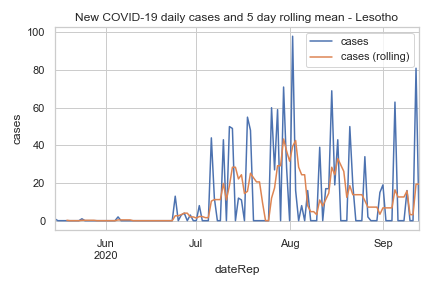 New COVID-19 daily cases and 5 day rolling mean - Lesotho
cases
cases (rolling)
100
80
60
40
20
0
cases
Jun
2020
Jul
Aug
Sep
dateRep